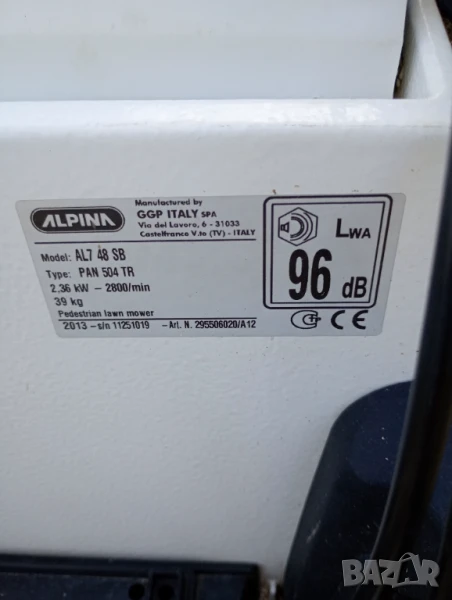 ALPINA
Manufactured by
GGP ITALY SPA
Via del Lavoro, 6 - 31033
Castelfranco V.to (TV) - ITALY
Model: AL7 48 SB
Type: PAN 504 TR
2,36 kW - 2800/min
39 kg
Pedestrian lawn mower
2013 - s/n 11251019 - Art. N. 295506020/A12
LWA
96 dB
CE
BAZAR